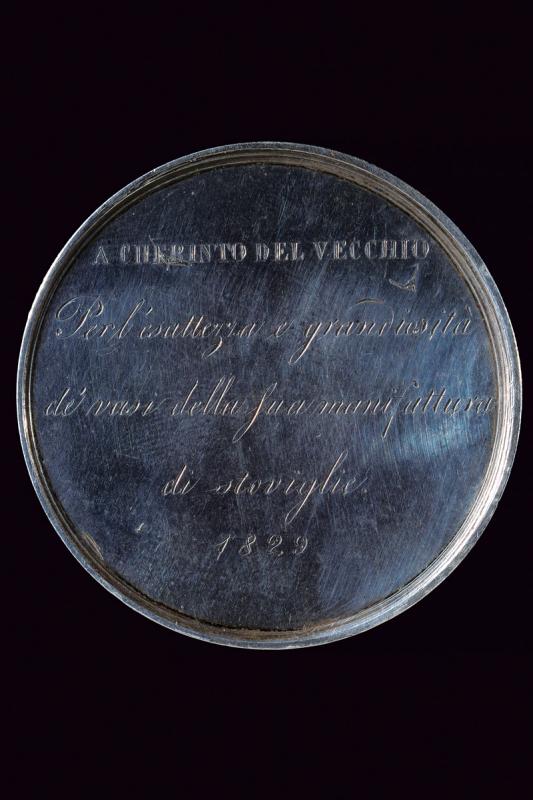 A CHERINTO DEL VECCHIO
Per l'esattezza e grandiosità
de' vasi della sua manifattura
di stoviglie.
1829